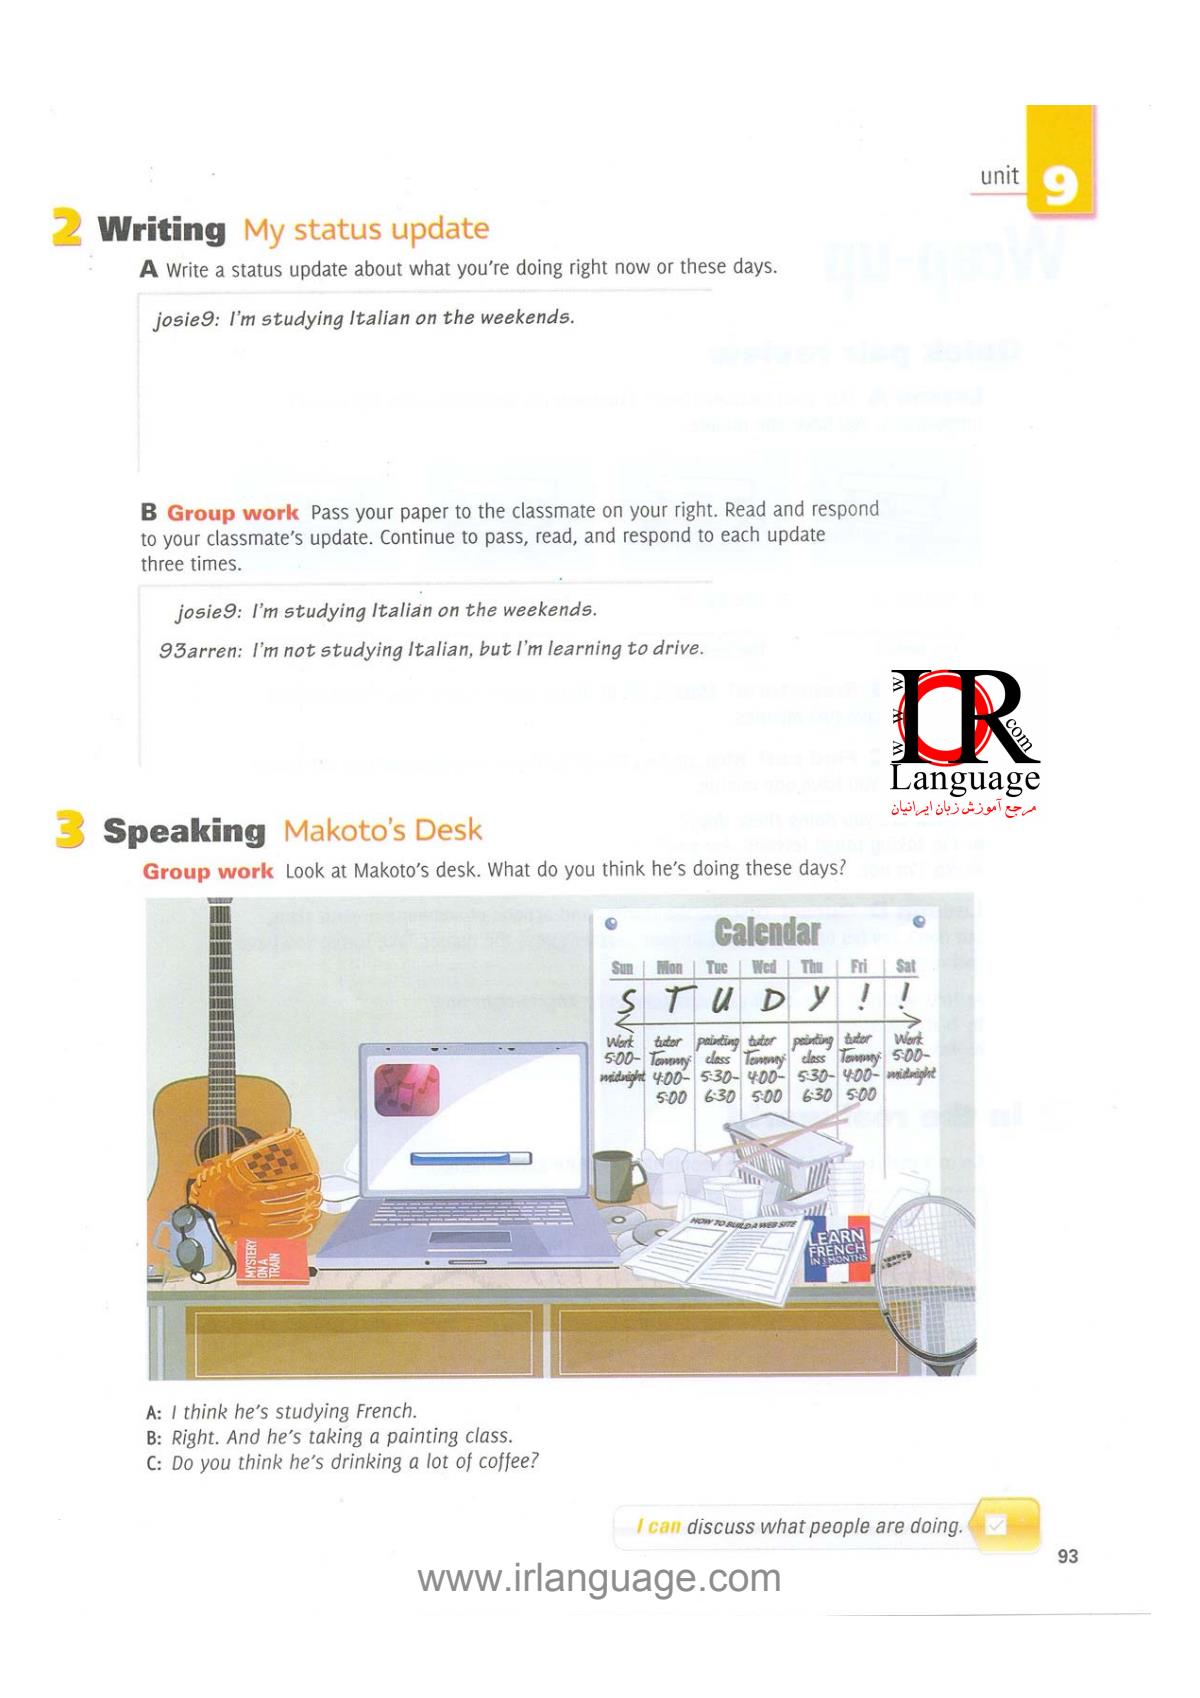 unit 9
2 Writing My status update
A Write a status update about what you're doing right now or these days.
josie9: I'm studying Italian on the weekends.
B Group work Pass your paper to the classmate on your right. Read and respond
to your classmate's update. Continue to pass, read, and respond to each update
three times.
josie9: I'm studying Italian on the weekends.
93arren: I'm not studying Italian, but I'm learning to drive.
www.IRLanguage.com
مرجع آموزش زبان ایرانیان
3 Speaking Makoto's Desk
Group work Look at Makoto's desk. What do you think he's doing these days?
Calendar
Sun Mon Tue Wed Thu Fri Sat
S T U D Y ! !
Work tutor painting tutor painting tutor Work
5:00- Tommy class Tommy class Tommy 5:00-
midnight 4:00- 5:30- 4:00- 5:30- 4:00- midnight
5:00 6:30 5:00 6:30 5:00
HOW TO BUILD A WEB SITE
LEARN
FRENCH
IN 3 MONTHS
MYSTERY
ON A
TRAIN
A: I think he's studying French.
B: Right. And he's taking a painting class.
C: Do you think he's drinking a lot of coffee?
I can discuss what people are doing.
93
www.irlanguage.com